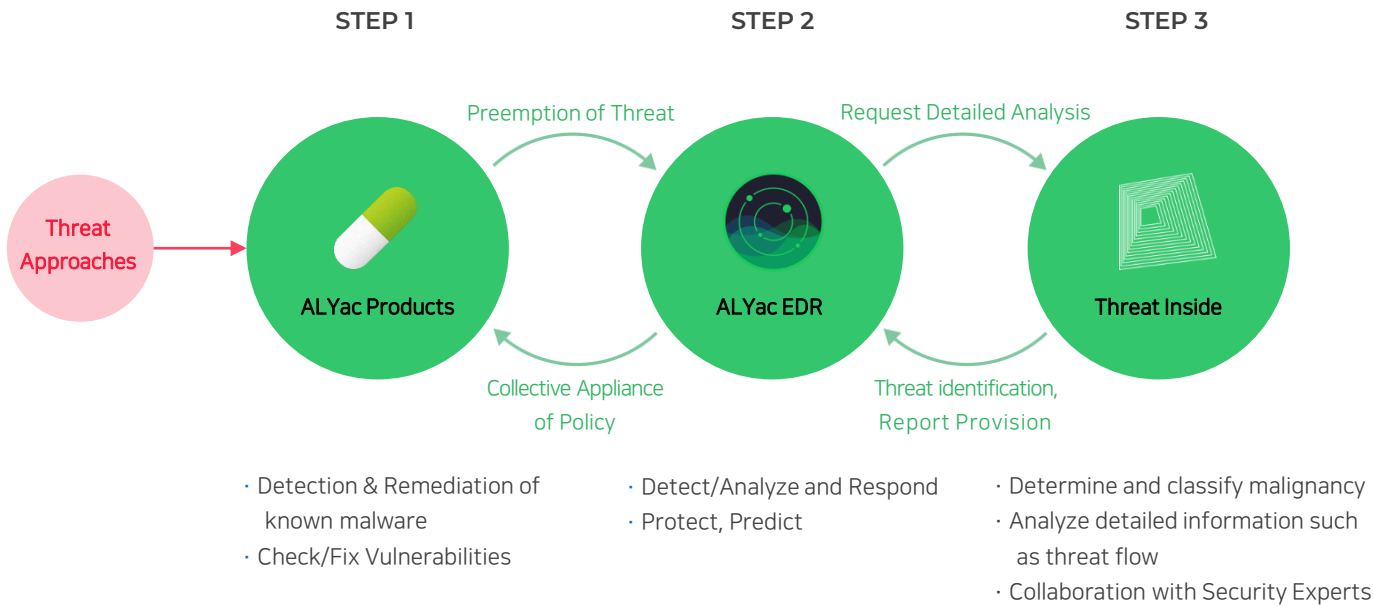 STEP 1
STEP 2
STEP 3
Preemption of Threat
Request Detailed Analysis
Threat
Approaches
ALYac Products
ALYac EDR
Threat Inside
Collective Appliance
of Policy
Threat identification,
Report Provision
· Detection & Remediation of
known malware
· Check/Fix Vulnerabilities
· Detect/Analyze and Respond
· Protect, Predict
· Determine and classify malignancy
· Analyze detailed information such
as threat flow
· Collaboration with Security Experts